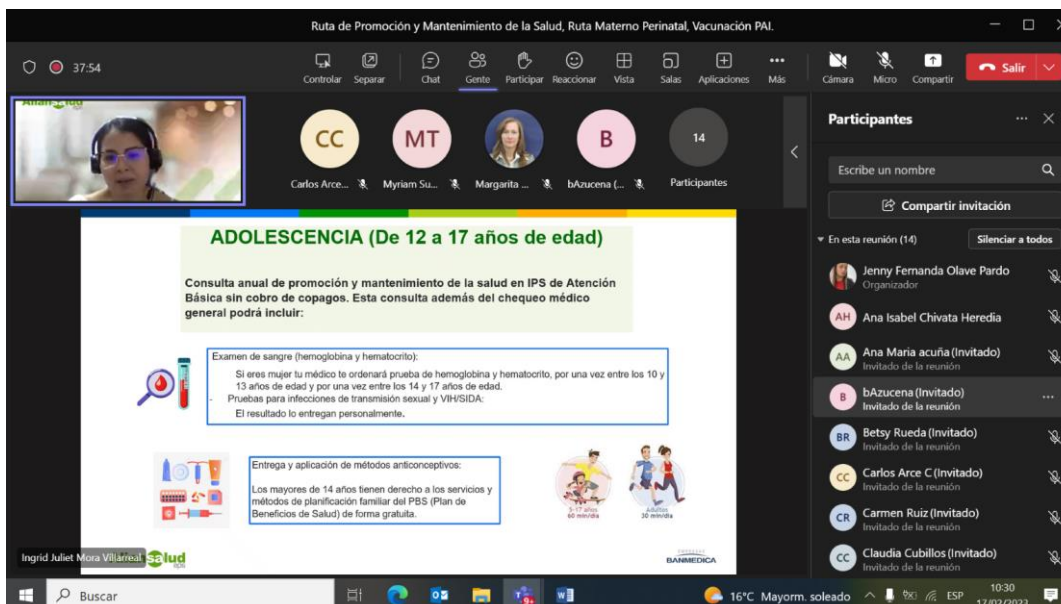 Ruta de Promoción y Mantenimiento de la Salud, Ruta Materno Perinatal, Vacunación PAI.
37:54
Controlar
Separar
Chat
Gente
Participar
Reaccionar
Vista
Salas
Aplicaciones
Más
Cámara
Micro
Compartir
Salir
CC
MT
B
14
Carlos Arce...
Myriam Su...
Margarita ...
bAzucena (...
Participantes
ADOLESCENCIA (De 12 a 17 años de edad)
Consulta anual de promoción y mantenimiento de la salud en IPS de Atención
Básica sin cobro de copagos. Esta consulta además del chequeo médico
general podrá incluir:
Examen de sangre (hemoglobina y hematocrito):
Si eres mujer tu médico te ordenará prueba de hemoglobina y hematocrito, por una vez entre los 10 y
13 años de edad y por una vez entre los 14 y 17 años de edad.
- Pruebas para infecciones de transmisión sexual y VIH/SIDA:
El resultado lo entregan personalmente.
Entrega y aplicación de métodos anticonceptivos:
Los mayores de 14 años tienen derecho a los servicios y
métodos de planificación familiar del PBS (Plan de
Beneficios de Salud) de forma gratuita.
5-17 años
60 min/día
Adultos
30 min/día
Ingrid Juliet Mora Villarreal
salud
eps
BANMEDICA
Participantes
Escribe un nombre
Compartir invitación
En esta reunión (14)
Silenciar a todos
Jenny Fernanda Olave Pardo
Organizador
AH
Ana Isabel Chivata Heredia
AA
Ana Maria acuña (Invitado)
Invitado de la reunión
B
bAzucena (Invitado)
Invitado de la reunión
BR
Betsy Rueda (Invitado)
Invitado de la reunión
CC
Carlos Arce C (Invitado)
Invitado de la reunión
CR
Carmen Ruiz (Invitado)
Invitado de la reunión
CC
Claudia Cubillos (Invitado)
Invitado de la reunión
Buscar
16°C Mayorm. soleado
ESP
10:30
17/02/2023